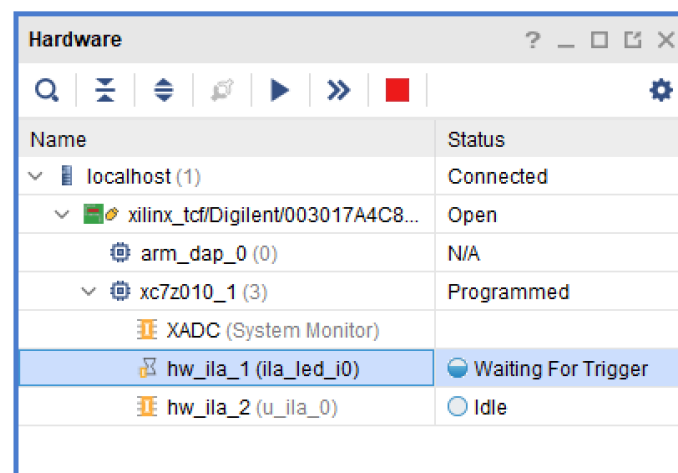 Hardware
Name Status
localhost (1) Connected
xilinx_tcf/Digilent/003017A4C8... Open
arm_dap_0 (0) N/A
xc7z010_1 (3) Programmed
XADC (System Monitor)
hw_ila_1 (ila_led_i0) Waiting For Trigger
hw_ila_2 (u_ila_0) Idle